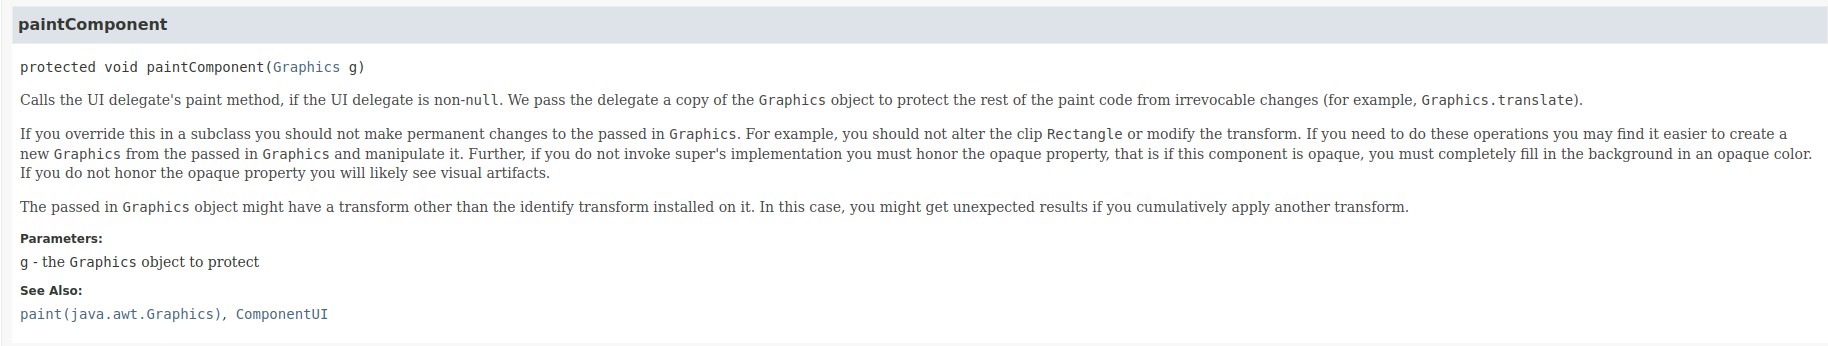 paintComponent
protected void paintComponent(Graphics g)
Calls the UI delegate's paint method, if the UI delegate is non-null. We pass the delegate a copy of the Graphics object to protect the rest of the paint code from irrevocable changes (for example, Graphics.translate).
If you override this in a subclass you should not make permanent changes to the passed in Graphics. For example, you should not alter the clip Rectangle or modify the transform. If you need to do these operations you may find it easier to create a
new Graphics from the passed in Graphics and manipulate it. Further, if you do not invoke super's implementation you must honor the opaque property, that is if this component is opaque, you must completely fill in the background in an opaque color.
If you do not honor the opaque property you will likely see visual artifacts.
The passed in Graphics object might have a transform other than the identify transform installed on it. In this case, you might get unexpected results if you cumulatively apply another transform.
Parameters:
g - the Graphics object to protect
See Also:
paint(java.awt.Graphics), ComponentUI